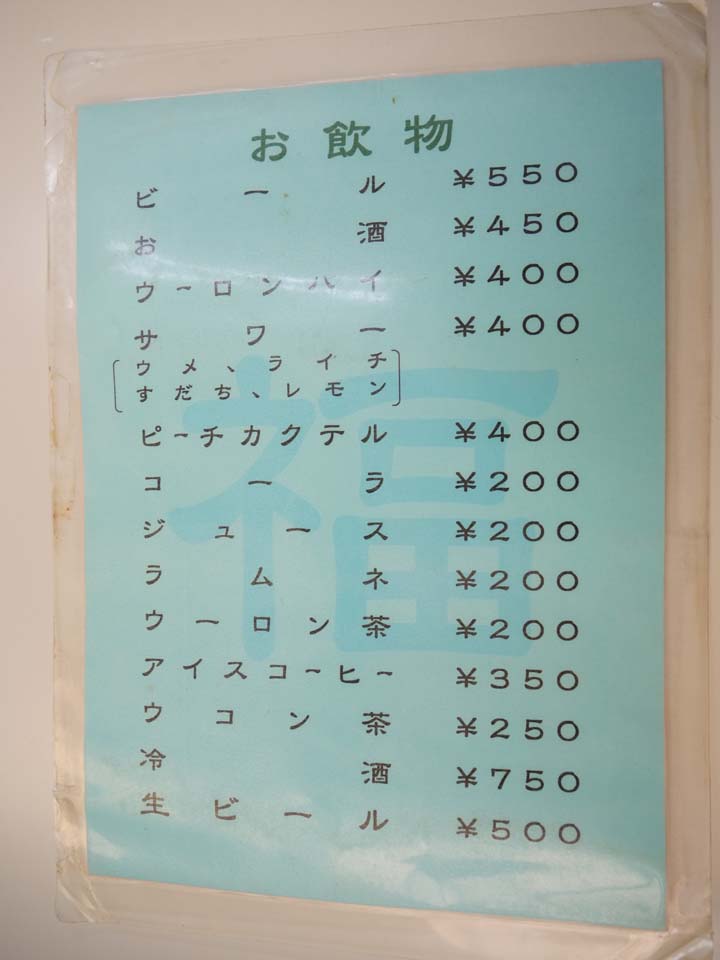 お飲物
ビール ¥550
お酒 ¥450
ウーロンハイ ¥400
サワー ¥400
［ウメ、ライチ
すだち、レモン］
ピーチカクテル ¥400
コーラ ¥200
ジュース ¥200
ラムネ ¥200
ウーロン茶 ¥200
アイスコーヒー ¥350
ウコン茶 ¥250
冷酒 ¥750
生ビール ¥500
福